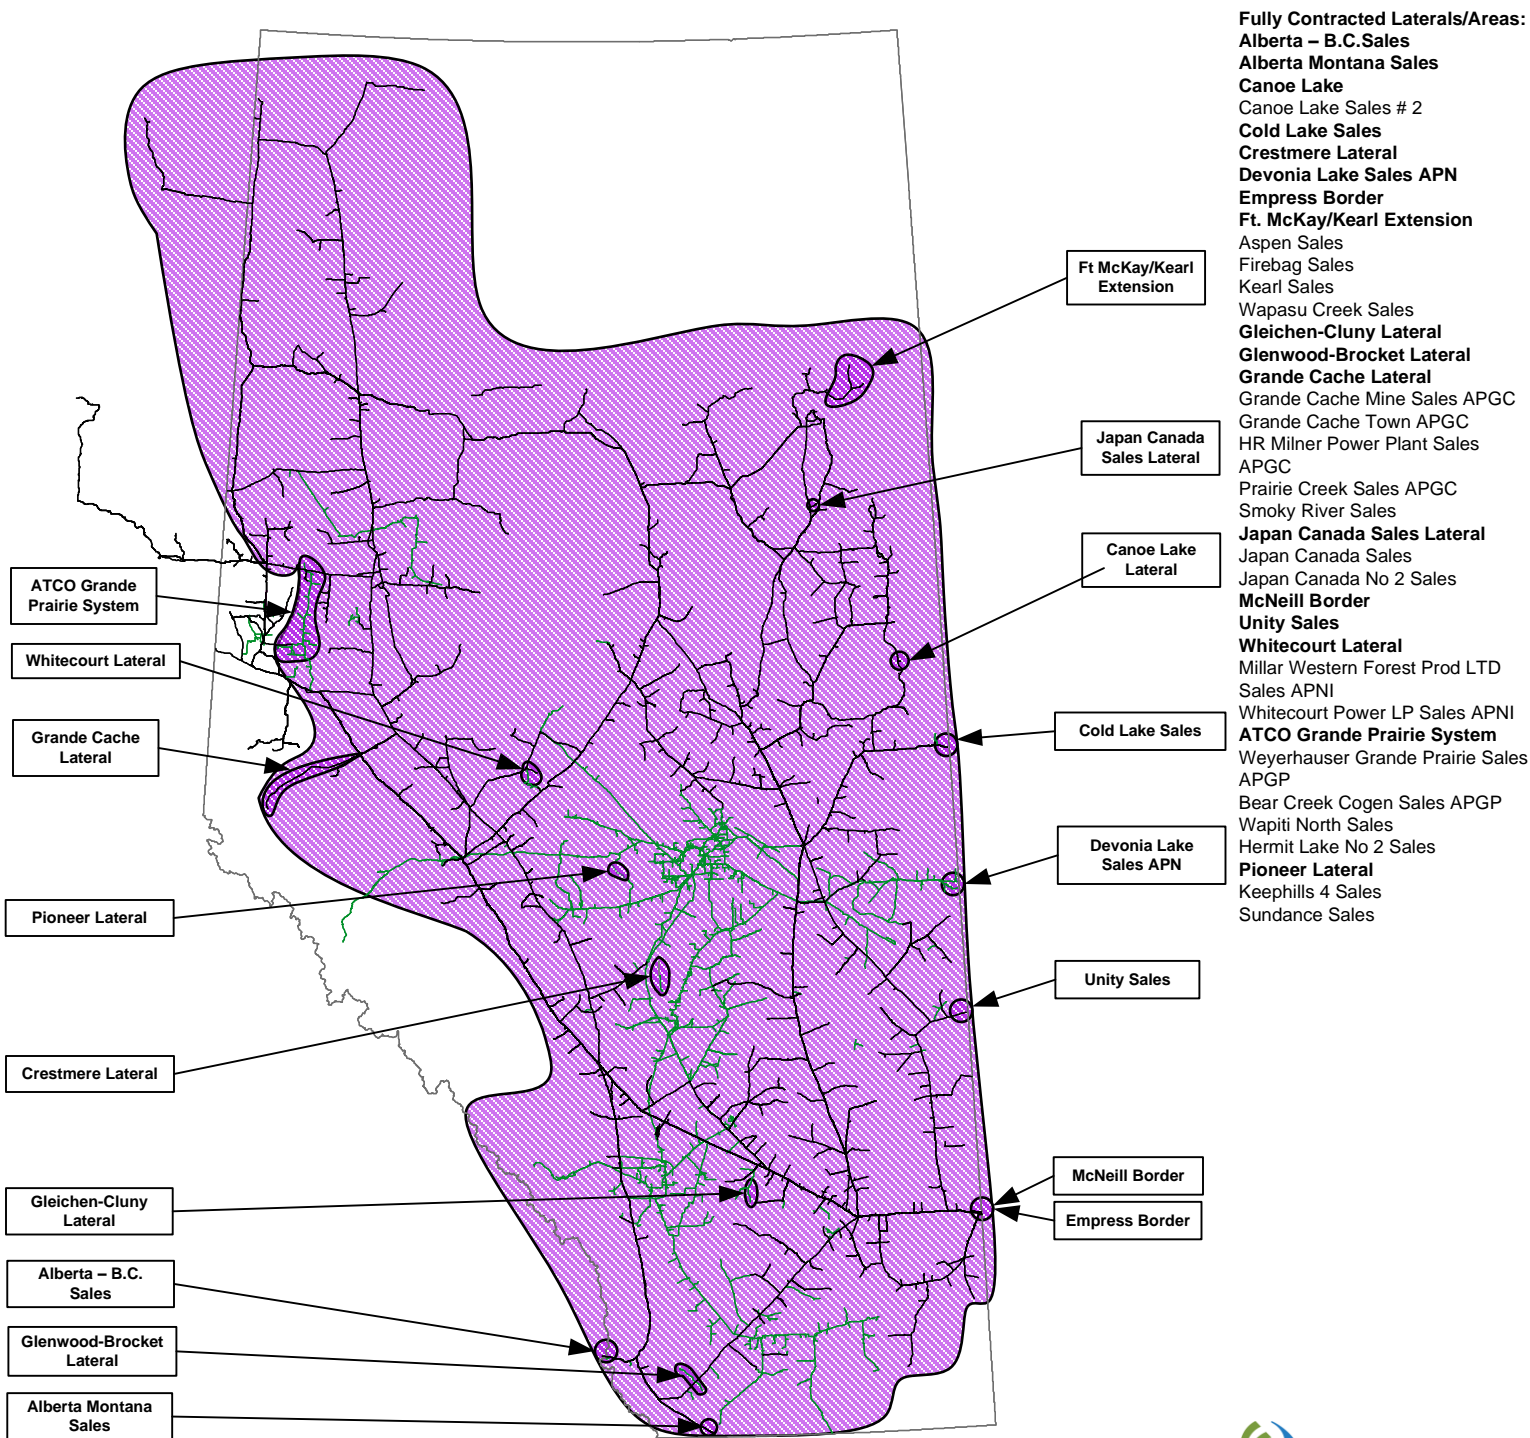 Fully Contracted Laterals/Areas:
Alberta – B.C.Sales
Alberta Montana Sales
Canoe Lake
Canoe Lake Sales # 2
Cold Lake Sales
Crestmere Lateral
Devonia Lake Sales APN
Empress Border
Ft. McKay/Kearl Extension
Aspen Sales
Firebag Sales
Kearl Sales
Wapasu Creek Sales
Gleichen-Cluny Lateral
Glenwood-Brocket Lateral
Grande Cache Lateral
Grande Cache Mine Sales APGC
Grande Cache Town APGC
HR Milner Power Plant Sales
APGC
Prairie Creek Sales APGC
Smoky River Sales
Japan Canada Sales Lateral
Japan Canada Sales
Japan Canada No 2 Sales
McNeill Border
Unity Sales
Whitecourt Lateral
Millar Western Forest Prod LTD
Sales APNI
Whitecourt Power LP Sales APNI
ATCO Grande Prairie System
Weyerhauser Grande Prairie Sales
APGP
Bear Creek Cogen Sales APGP
Wapiti North Sales
Hermit Lake No 2 Sales
Pioneer Lateral
Keephills 4 Sales
Sundance Sales
Ft McKay/Kearl
Extension
Japan Canada
Sales Lateral
Canoe Lake
Lateral
Cold Lake Sales
Devonia Lake
Sales APN
Unity Sales
McNeill Border
Empress Border
ATCO Grande
Prairie System
Whitecourt Lateral
Grande Cache
Lateral
Pioneer Lateral
Crestmere Lateral
Gleichen-Cluny
Lateral
Alberta – B.C.
Sales
Glenwood-Brocket
Lateral
Alberta Montana
Sales